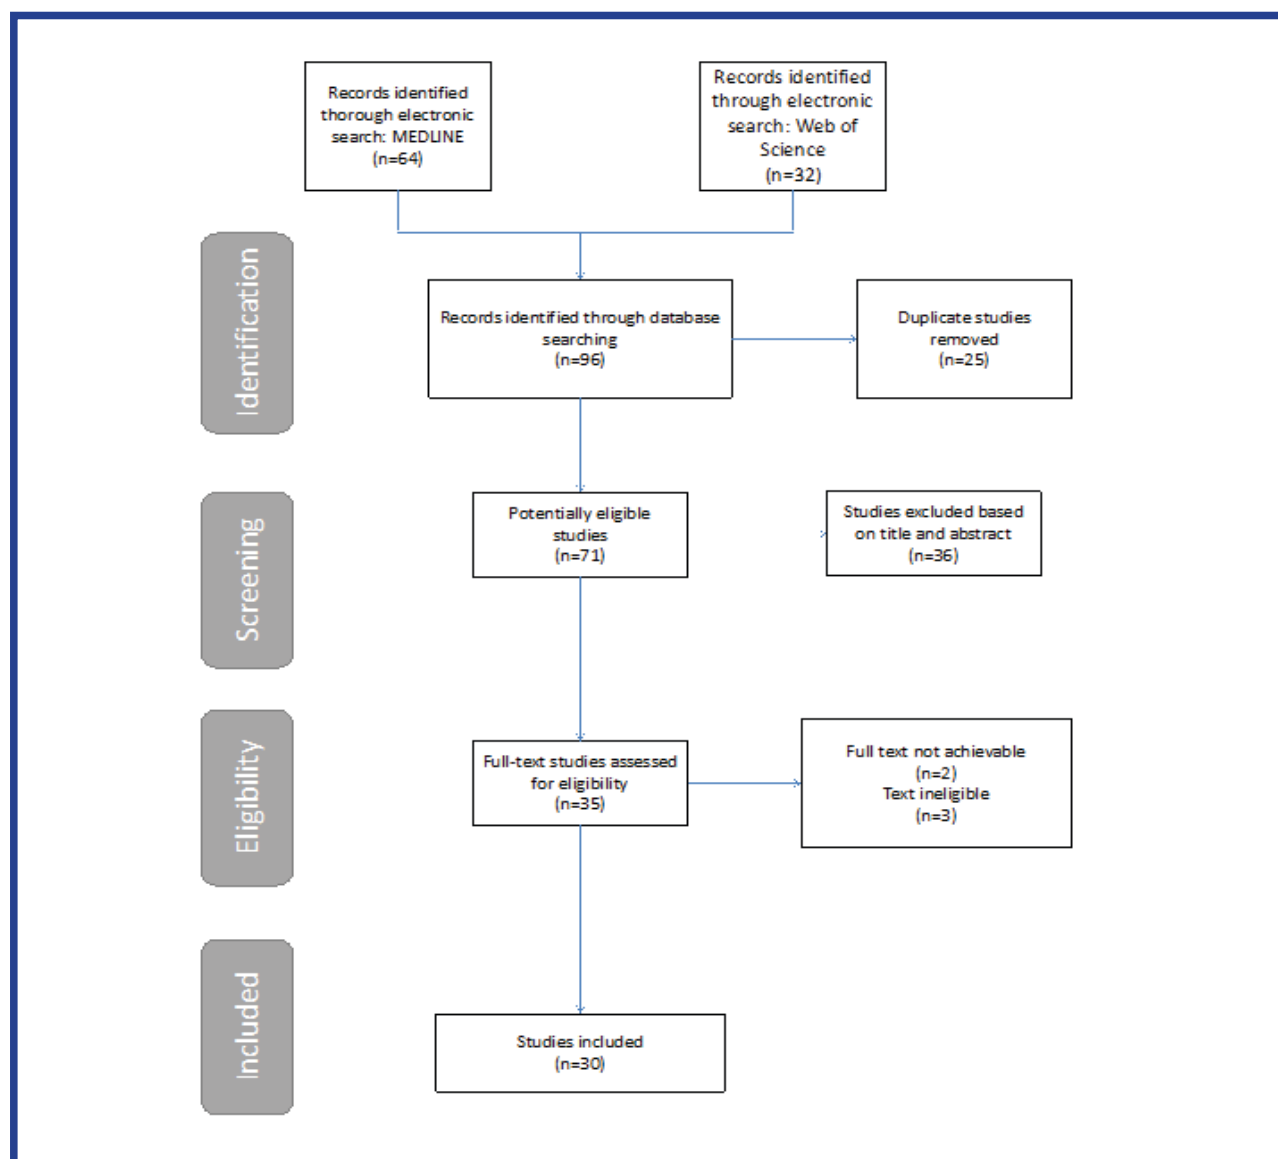 Records identified
thorough electronic
search: MEDLINE
(n=64)
Records identified
through electronic
search: Web of
Science
(n=32)
Identification
Records identified through database
searching
(n=96)
Duplicate studies
removed
(n=25)
Screening
Potentially eligible
studies
(n=71)
Studies excluded based
on title and abstract
(n=36)
Eligibility
Full-text studies assessed
for eligibility
(n=35)
Full text not achievable
(n=2)
Text ineligible
(n=3)
Included
Studies included
(n=30)